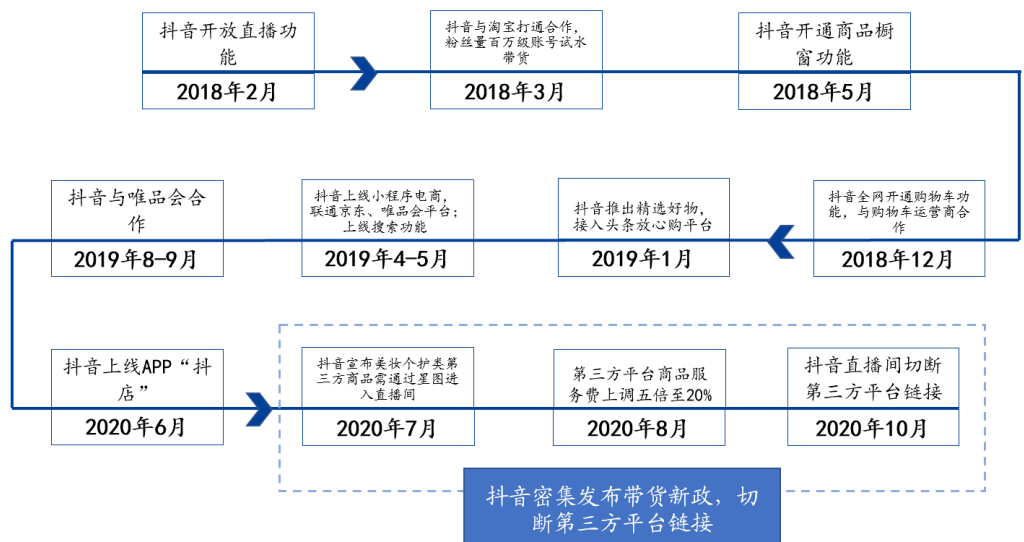 抖音开放直播功
能
2018年2月
抖音与淘宝打通合作，
粉丝量百万级账号试水
带货
2018年3月
抖音开通商品橱
窗功能
2018年5月
抖音全网开通购物车功
能，与购物车运营商合
作
2018年12月
抖音推出精选好物，
接入头条放心购平台
2019年1月
抖音上线小程序电商，
联通京东、唯品会平台；
上线搜索功能
2019年4-5月
抖音与唯品会合
作
2019年8-9月
抖音上线APP“抖
店”
2020年6月
抖音宣布美妆个护类第
三方商品需通过星图进
入直播间
2020年7月
第三方平台商品服
务费上调五倍至20%
2020年8月
抖音直播间切断
第三方平台链接
2020年10月
抖音密集发布带货新政，切
断第三方平台链接